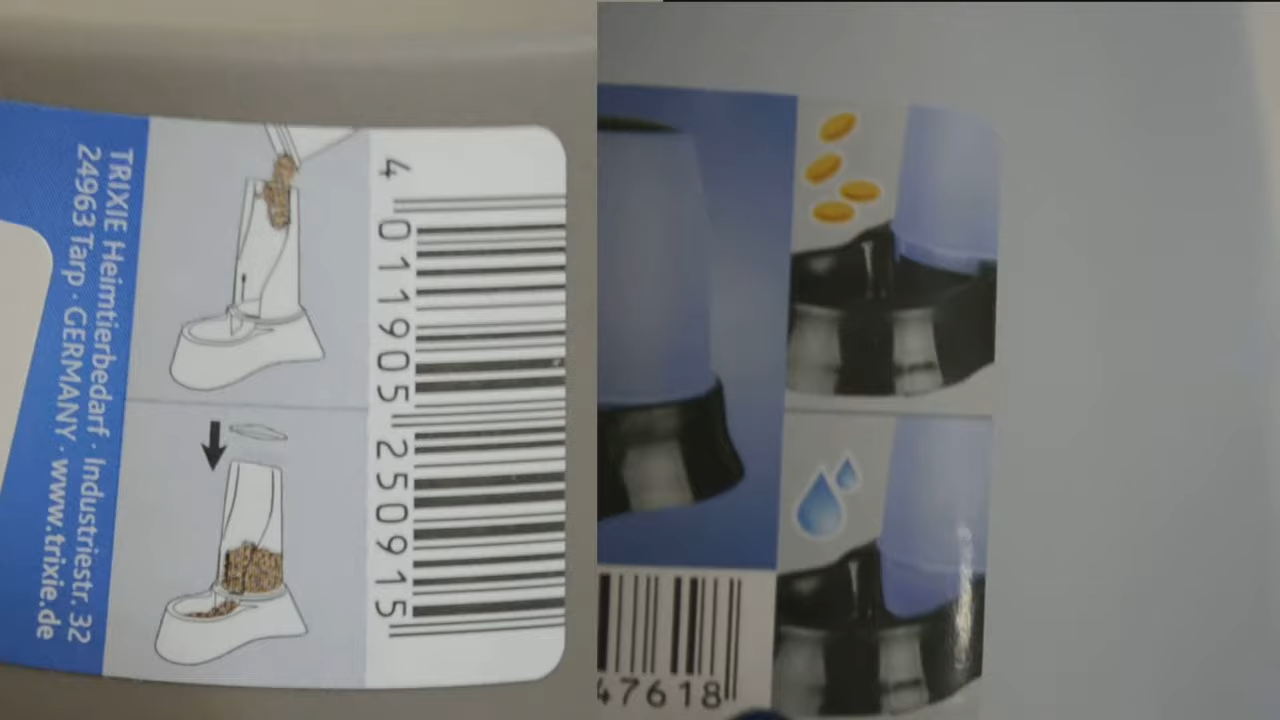 TRIXIE Heimtierbedarf · Industriestr. 32
24963 Tarp · GERMANY · www.trixie.de
4 011905 250915
47618